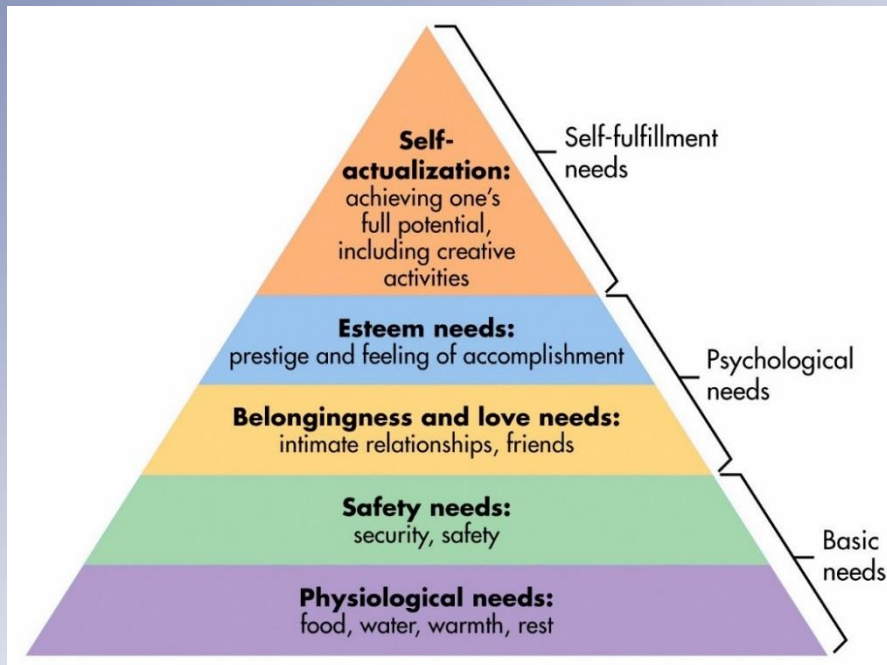 Self-
actualization:
achieving one's
full potential,
including creative
activities
Self-fulfillment
needs
Esteem needs:
prestige and feeling of accomplishment
Psychological
needs
Belongingness and love needs:
intimate relationships, friends
Safety needs:
security, safety
Basic
needs
Physiological needs:
food, water, warmth, rest